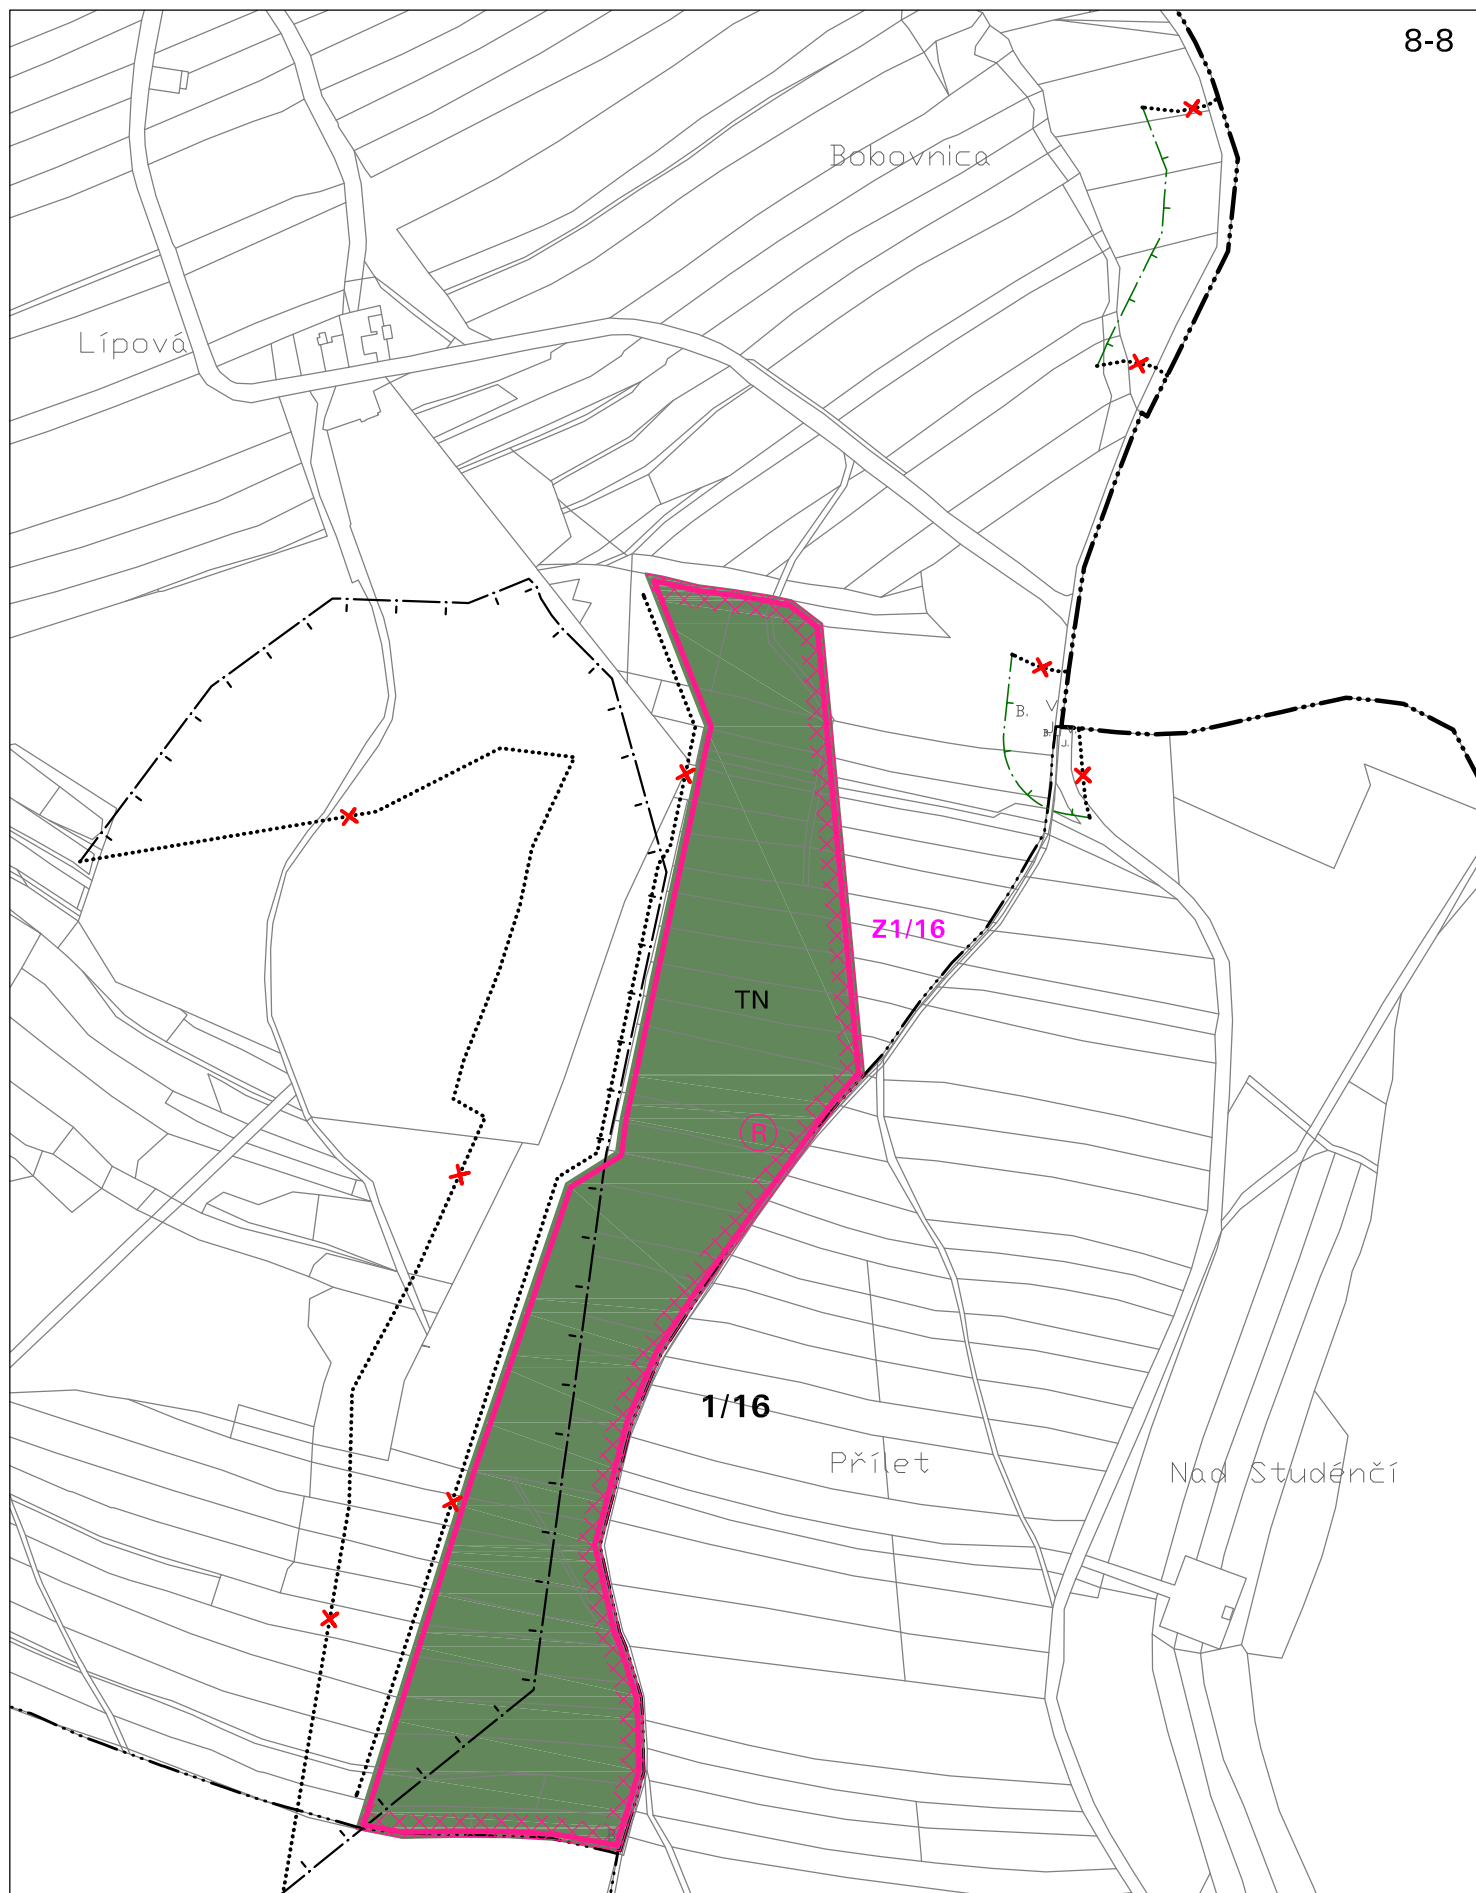 8-8
Bobovnica
Lípová
B.
B.
J.
Z1/16
TN
R
1/16
Přílet
Nad Studénčí